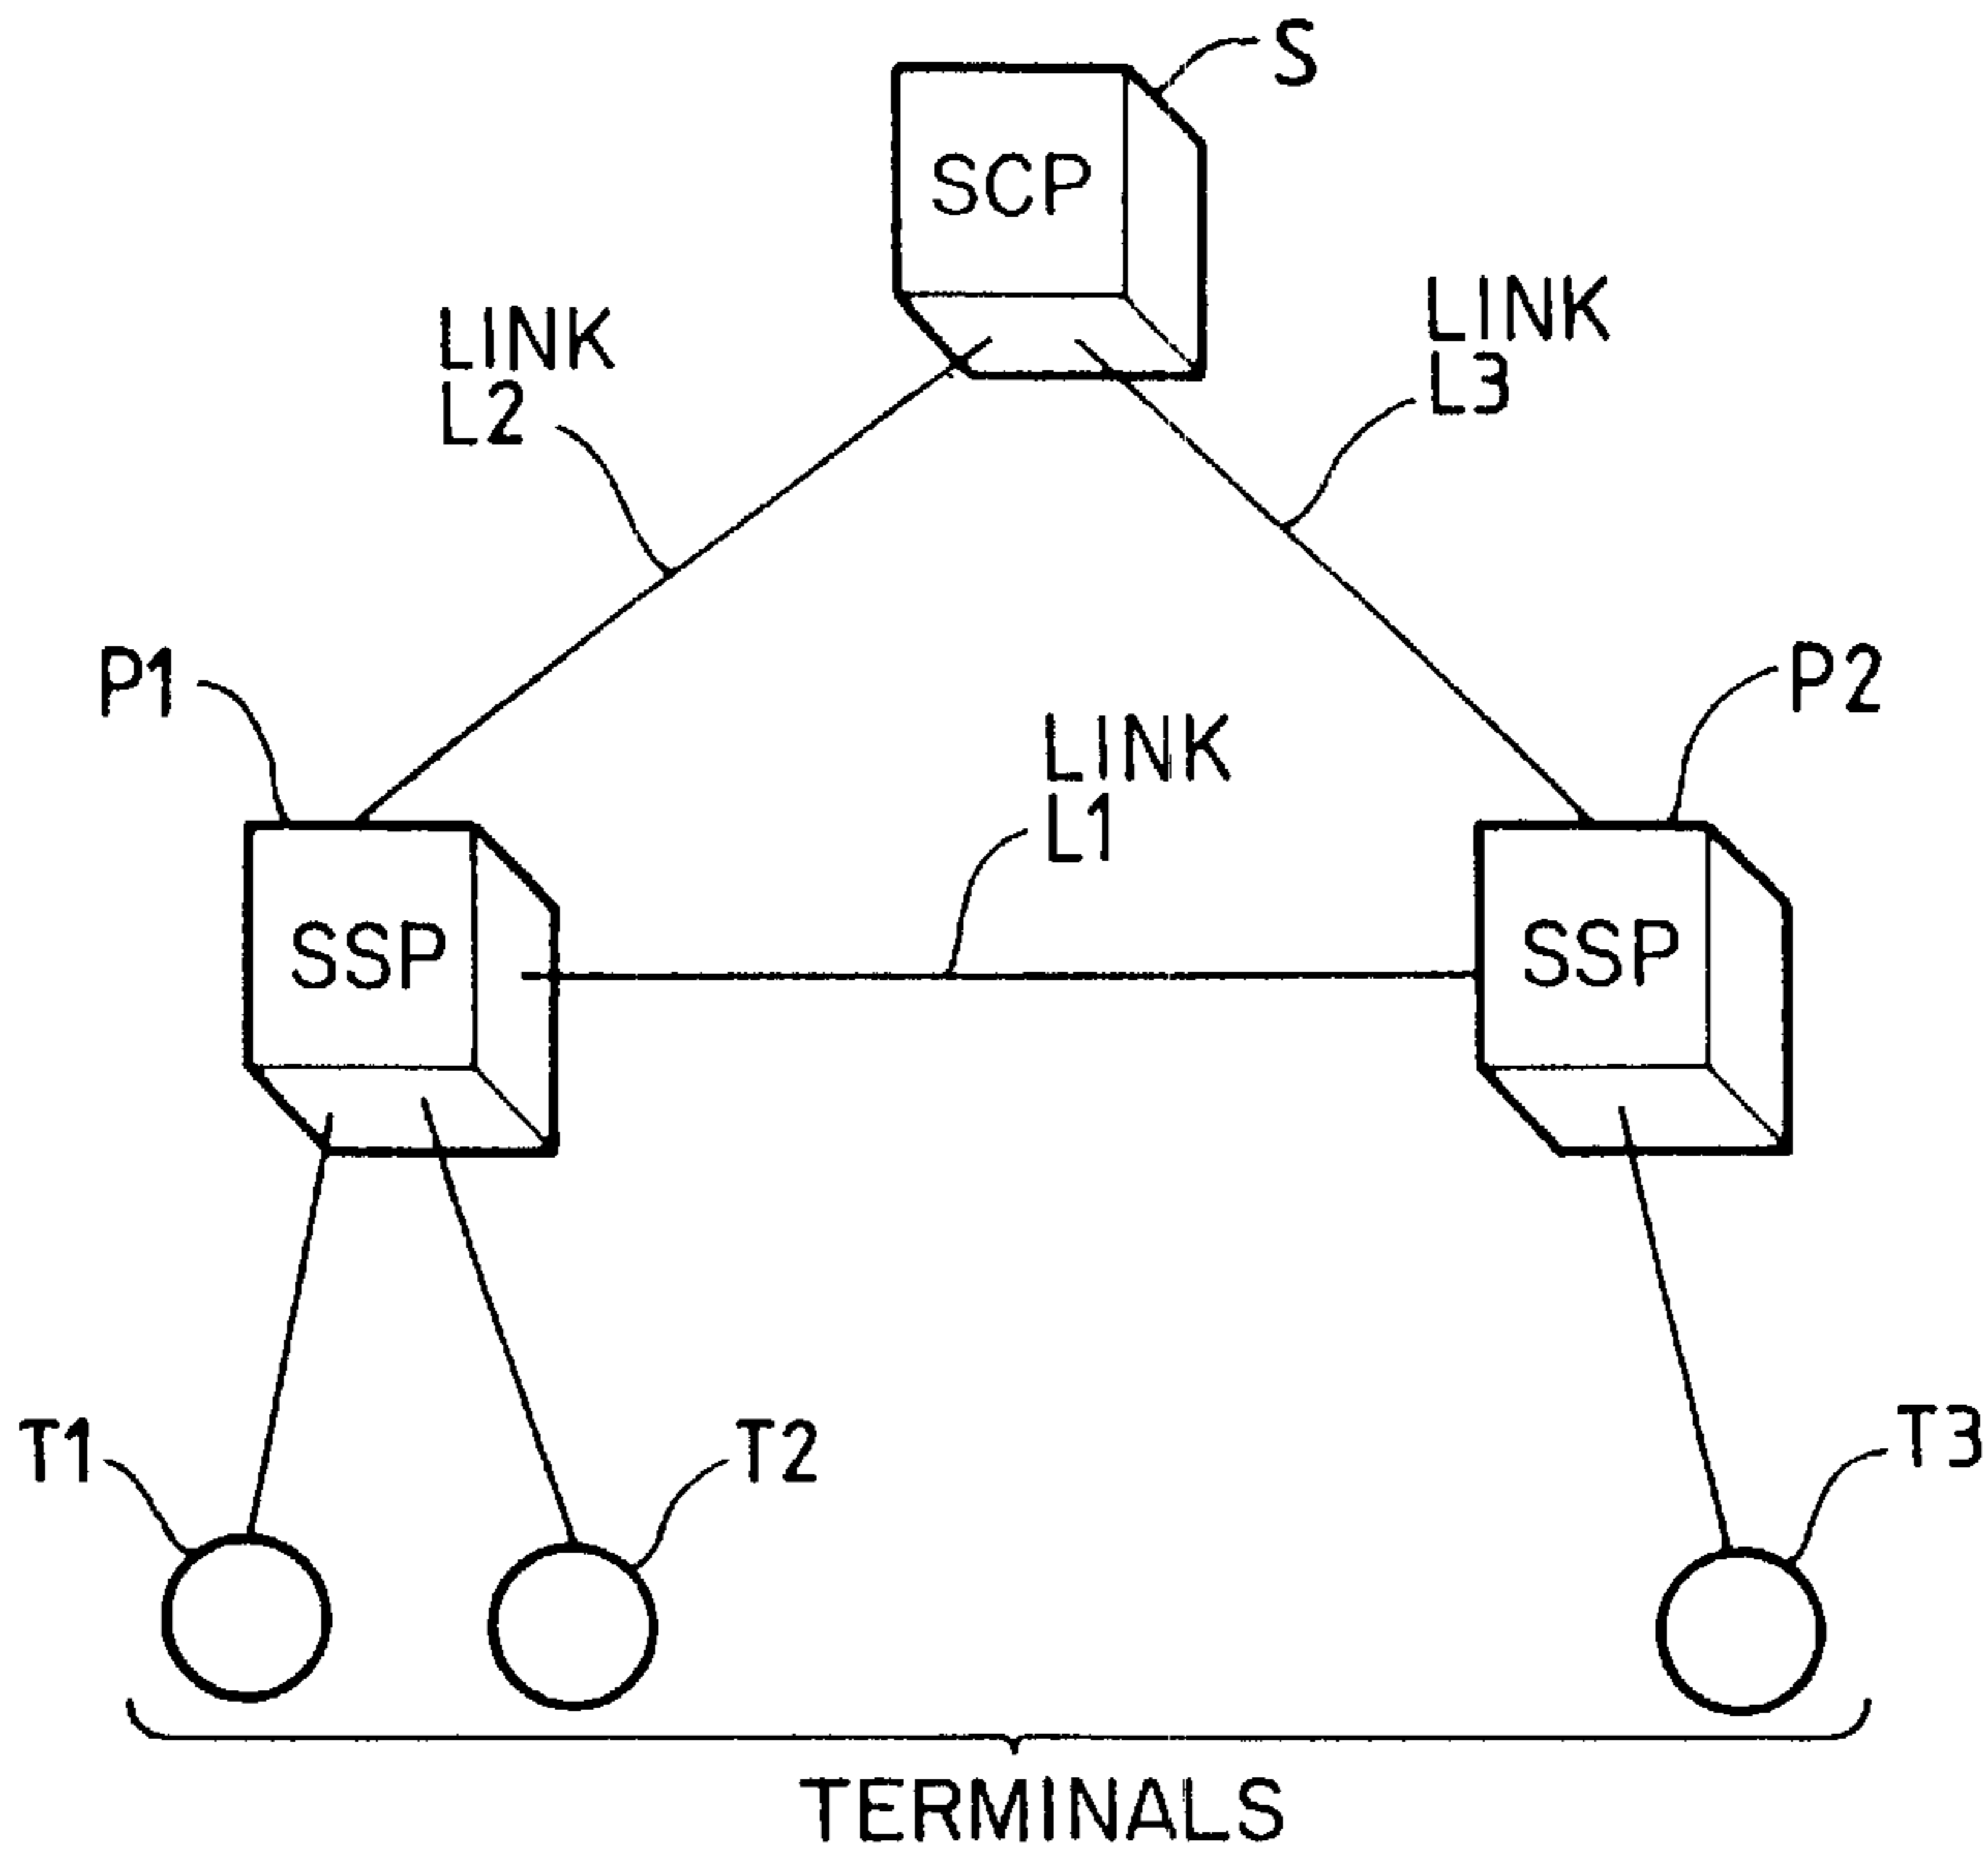 S
SCP
LINK
L2
LINK
L3
P1
P2
LINK
L1
SSP
SSP
T1
T2
T3
TERMINALS